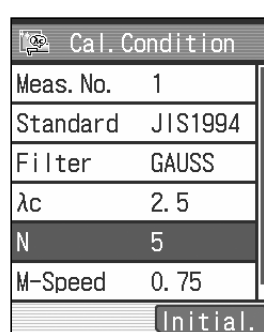 Cal. Condition
Meas. No. 1
Standard JIS1994
Filter GAUSS
λc 2.5
N 5
M-Speed 0.75
Initial.